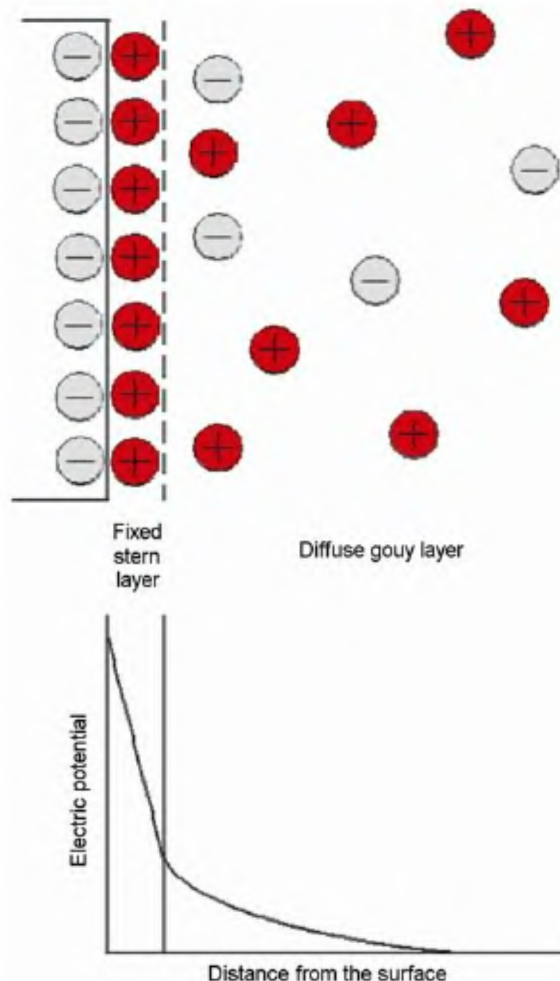 Fixed
stern
layer
Diffuse gouy layer
Electric potential
Distance from the surface